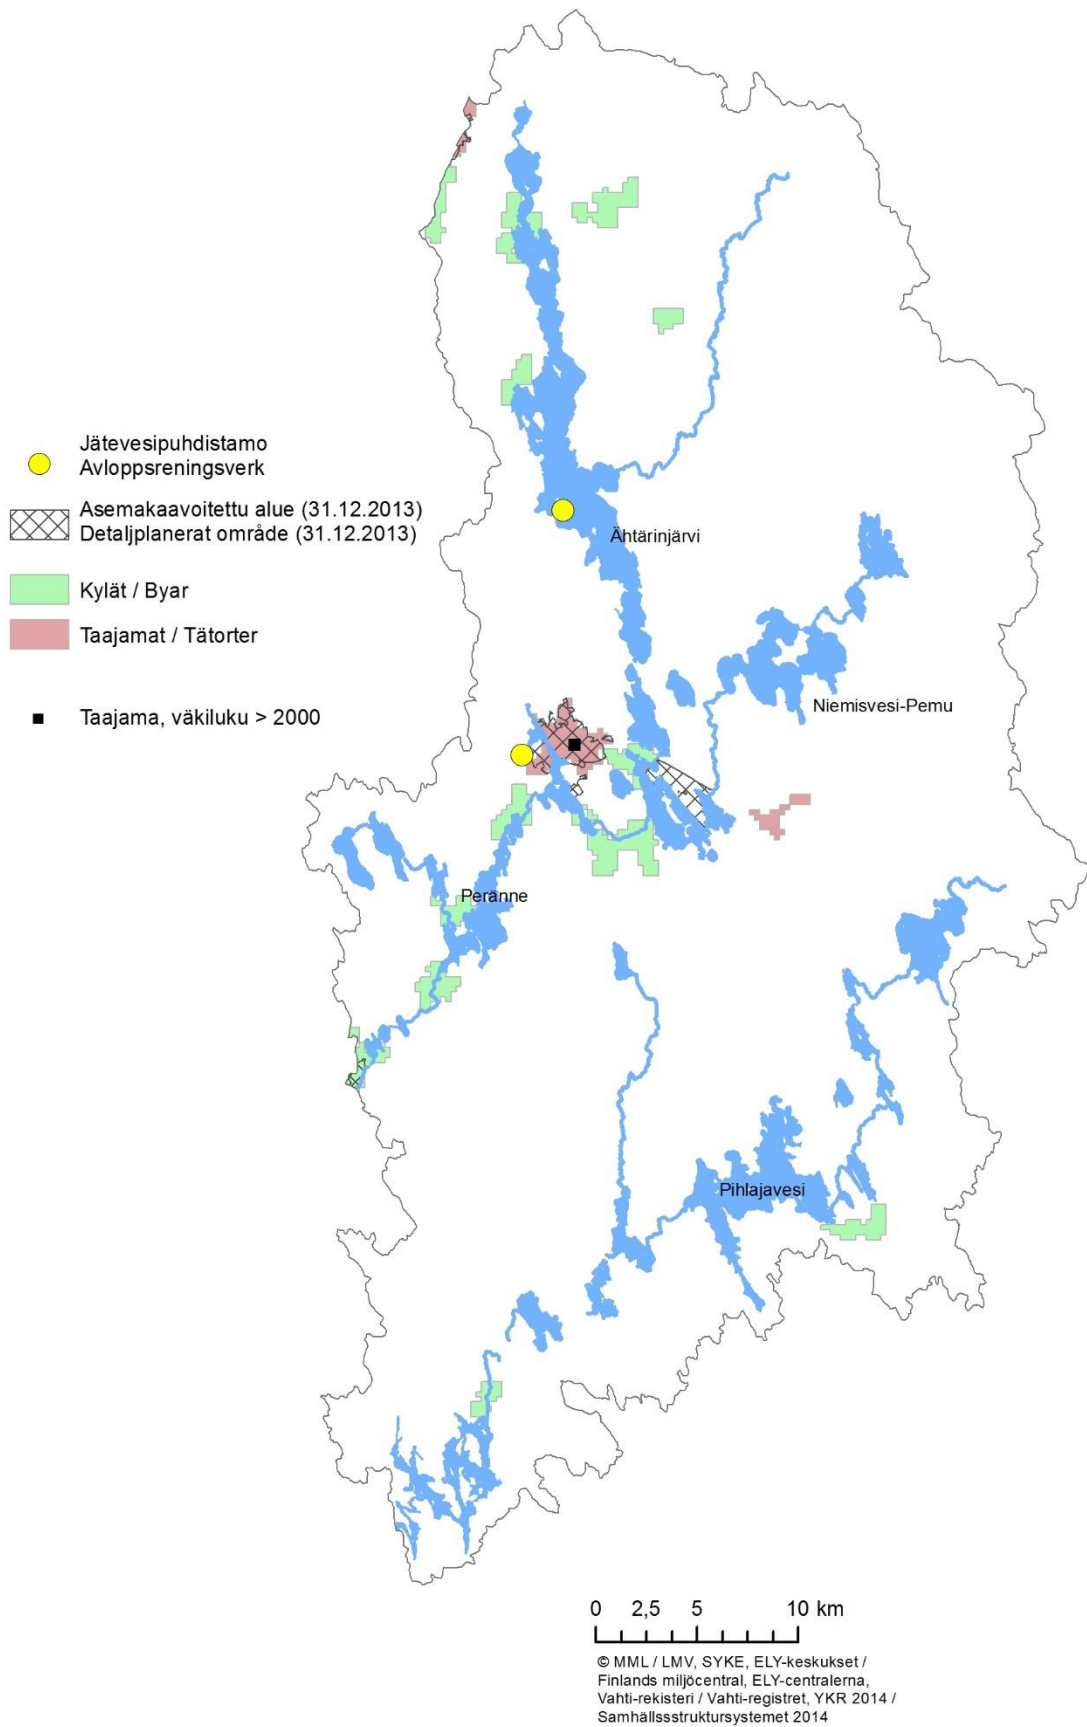 Jätevesipuhdistamo
Avloppsreningsverk
Asemakaavoitettu alue (31.12.2013)
Detaljplanerat område (31.12.2013)
Kylät / Byar
Taajamat / Tätorter
Taajama, väkiluku > 2000
Ähtärinjärvi
Niemisvesi-Pemu
Peränne
Pihlajavesi
0 2,5 5 10 km
© MML / LMV, SYKE, ELY-keskukset /
Finlands miljöcentral, ELY-centralerna,
Vahti-rekisteri / Vahti-registret, YKR 2014 /
Samhällssstruktursystemet 2014